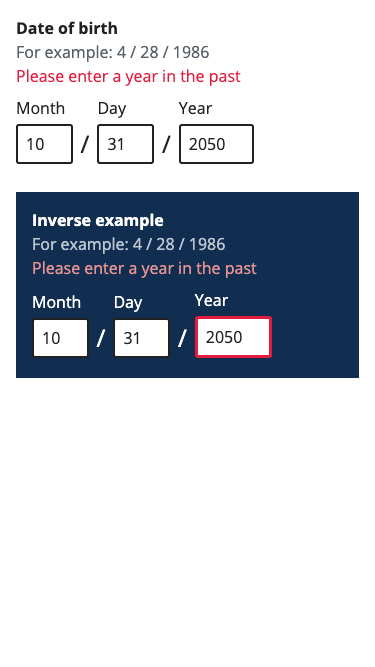 Date of birth
For example: 4 / 28 / 1986
Please enter a year in the past
Month Day Year
10 / 31 / 2050
Inverse example
For example: 4 / 28 / 1986
Please enter a year in the past
Month Day Year
10 / 31 / 2050